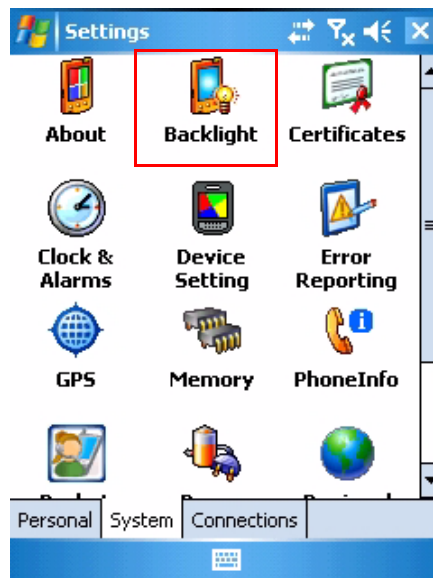 Settings
About Backlight Certificates
Clock & Device Error
Alarms Setting Reporting
GPS Memory PhoneInfo
Personal System Connections